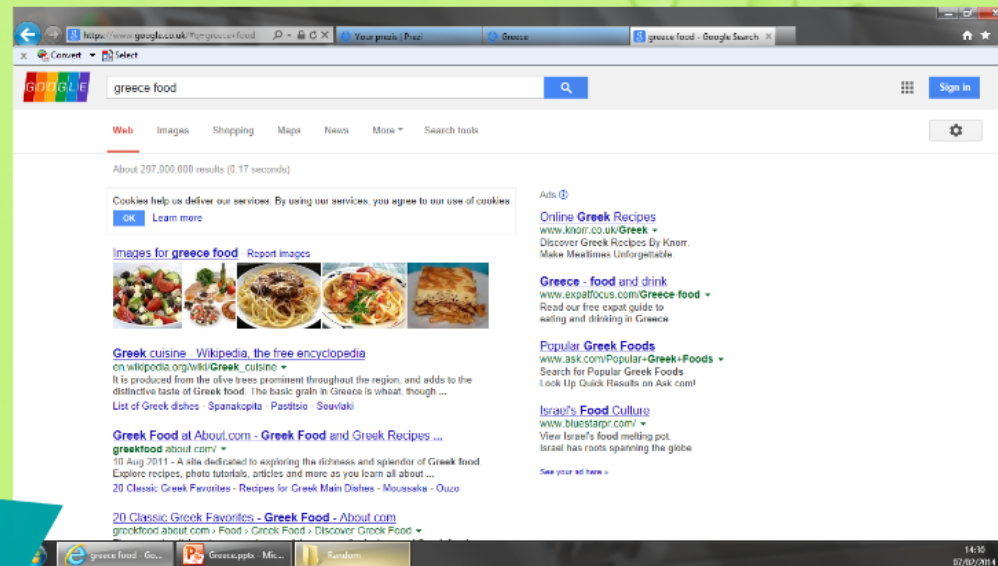 https://www.google.co.uk/#q=greece+food
Your prezis | Prezi
Greece
greece food - Google Search
x Convert Select
GOOGLE
greece food
Sign in
Web Images Shopping Maps News More Search tools
About 297,000,000 results (0.17 seconds)
Cookies help us deliver our services. By using our services, you agree to our use of cookies.
OK Learn more
Images for greece food - Report images
Greek cuisine - Wikipedia, the free encyclopedia
en.wikipedia.org/wiki/Greek_cuisine
It is produced from the olive trees prominent throughout the region, and adds to the
distinctive taste of Greek food. The basic grain in Greece is wheat, though ...
List of Greek dishes - Spanakopita - Pastitsio - Souvlaki
Greek Food at About.com - Greek Food and Greek Recipes ...
greekfood.about.com/
10 Aug 2011 - A site dedicated to exploring the richness and splendor of Greek food.
Explore recipes, photo tutorials, articles and more as you learn all about ...
20 Classic Greek Favorites - Recipes for Greek Main Dishes - Moussaka - Ouzo
20 Classic Greek Favorites - Greek Food - About.com
greekfood.about.com › Food › Greek Food › Discover Greek Food
Ads
Online Greek Recipes
www.knorr.co.uk/Greek
Discover Greek Recipes By Knorr.
Make Mealtimes Unforgettable.
Greece - food and drink
www.expatfocus.com/Greece-food
Read our free expat guide to
eating and drinking in Greece
Popular Greek Foods
www.ask.com/Popular+Greek+Foods
Search for Popular Greek Foods
Look Up Quick Results on Ask.com!
Israel's Food Culture
www.bluestarpr.com/
View Israel's food melting pot.
Israel has roots spanning the globe
See your ad here »
greece food - Go...
Greece.pptx - Mic...
Random
14:30
07/02/2014